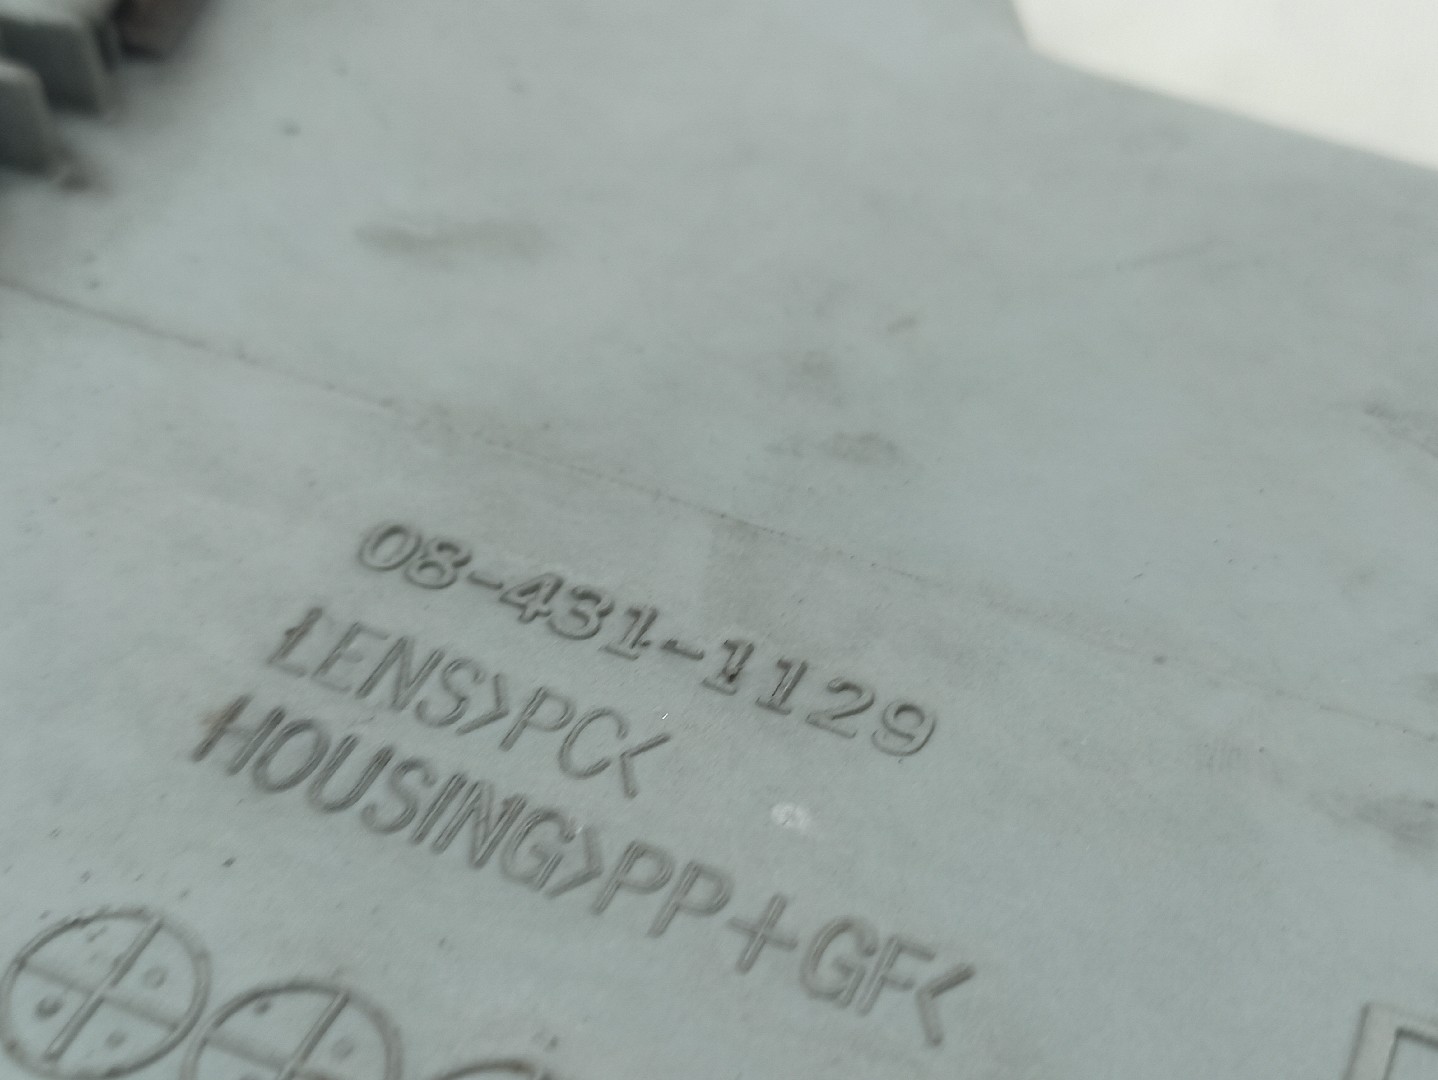 08-431-1129
LENS>PC<
HOUSING>PP+GF<